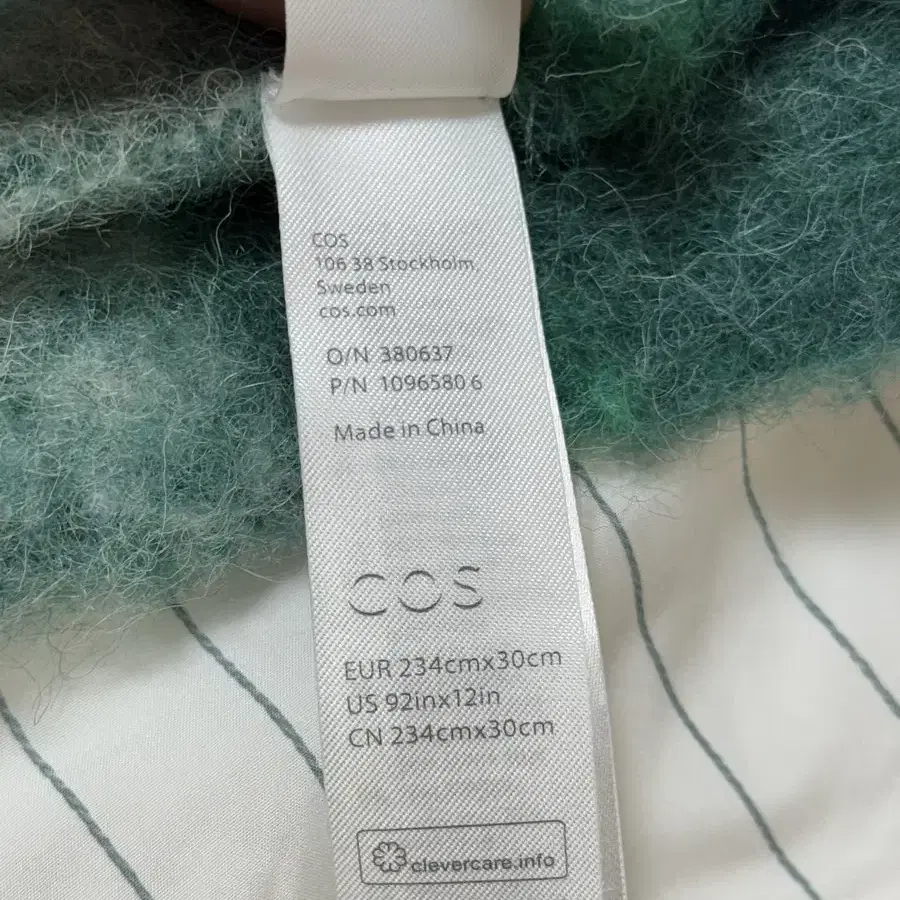 COS
106 38 Stockholm,
Sweden
cos.com
O/N 380637
P/N 1096580 6
Made in China
COS
EUR 234cmx30cm
US 92inx12in
CN 234cmx30cm
clevercare.info